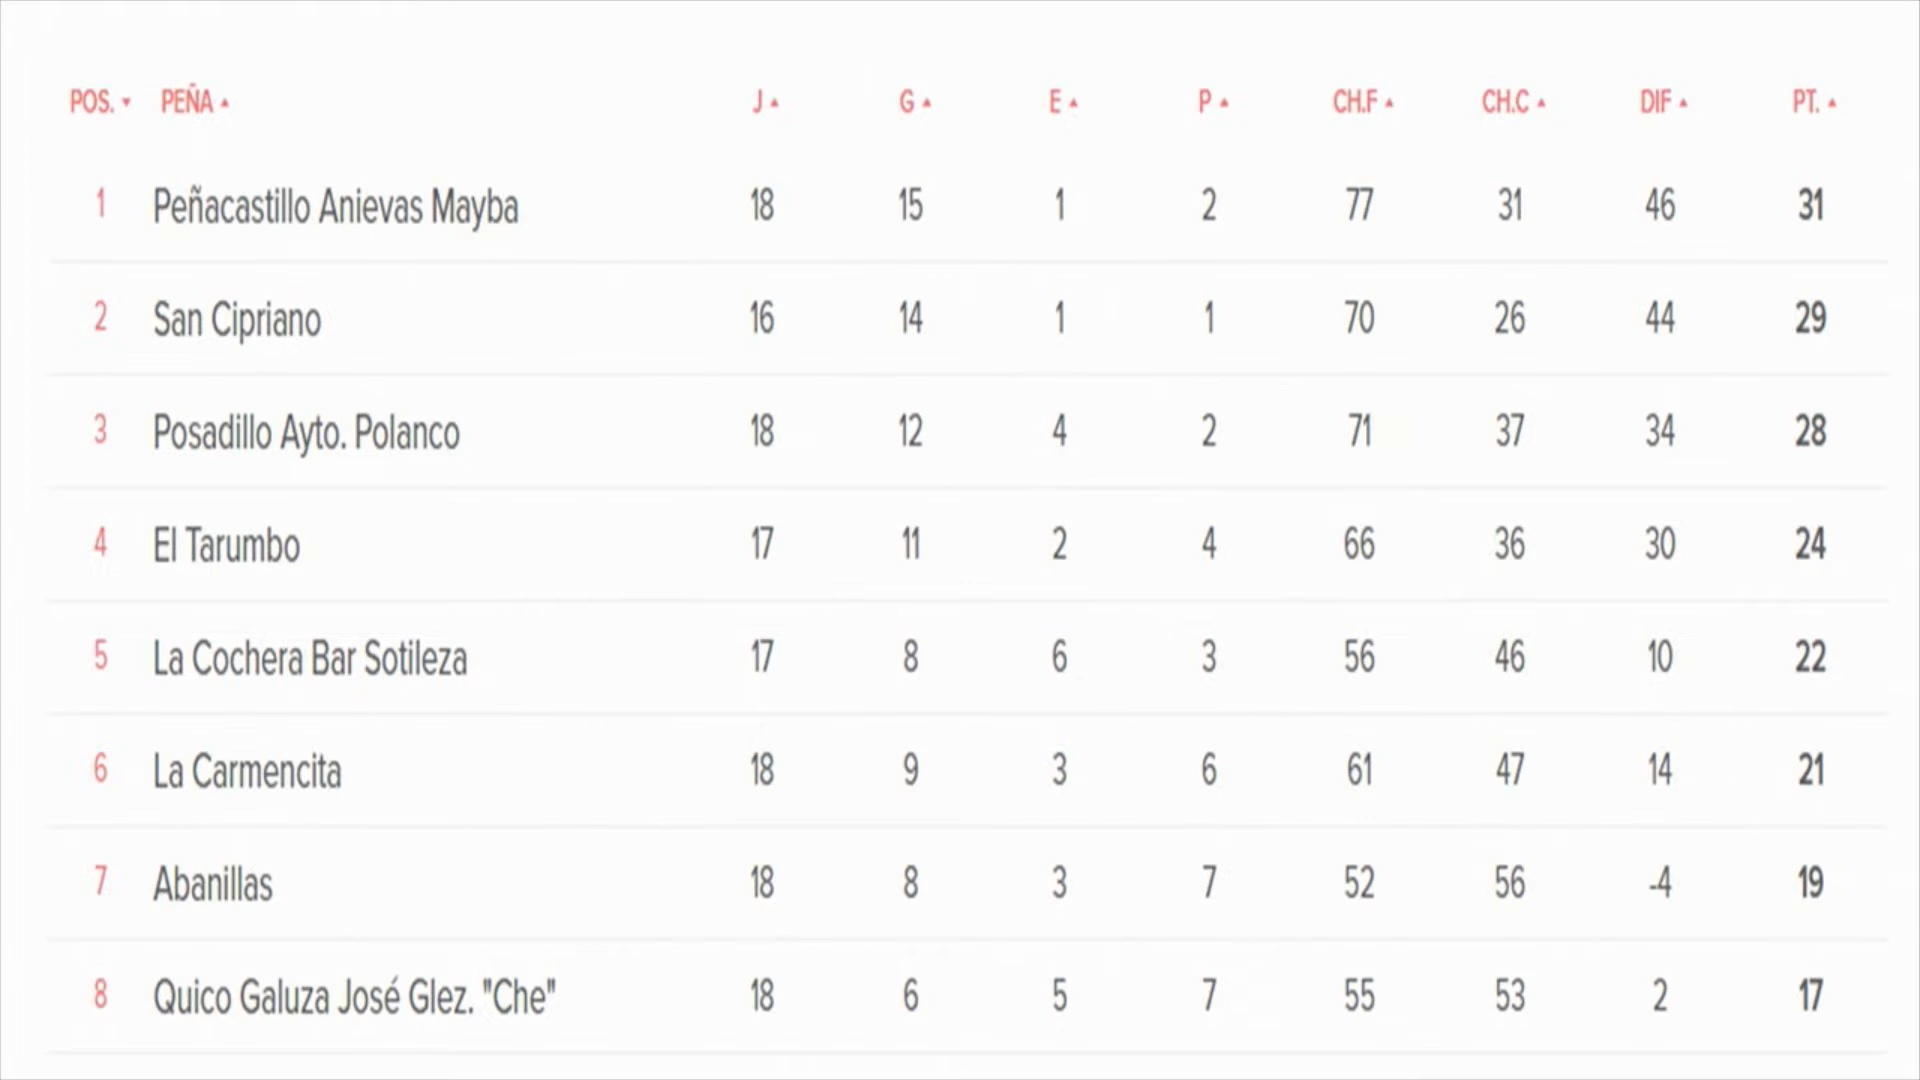 POS. ▾ PEÑA ▴ J ▴ G ▴ E ▴ P ▴ CH.F ▴ CH.C ▴ DIF ▴ PT. ▴
1 Peñacastillo Anievas Mayba 18 15 1 2 77 31 46 31
2 San Cipriano 16 14 1 1 70 26 44 29
3 Posadillo Ayto. Polanco 18 12 4 2 71 37 34 28
4 El Tarumbo 17 11 2 4 66 36 30 24
5 La Cochera Bar Sotileza 17 8 6 3 56 46 10 22
6 La Carmencita 18 9 3 6 61 47 14 21
7 Abanillas 18 8 3 7 52 56 -4 19
8 Quico Galuza José Glez. "Che" 18 6 5 7 55 53 2 17